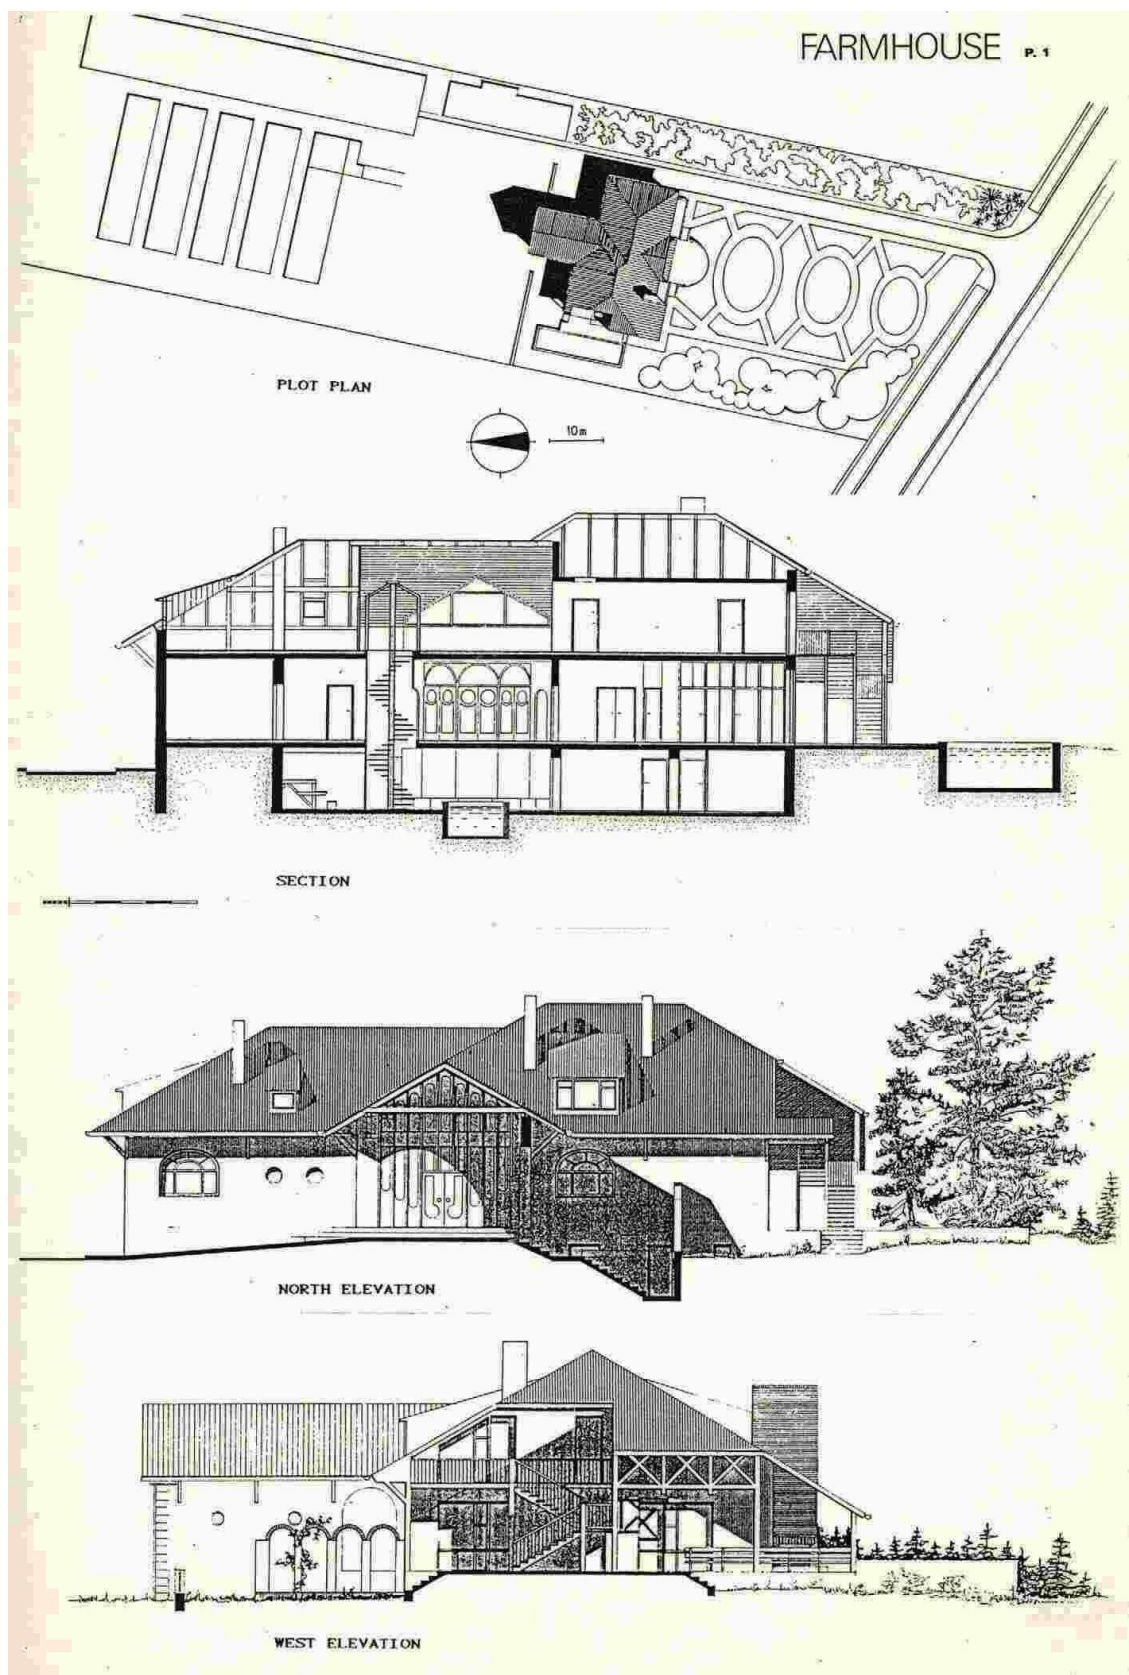 FARMHOUSE P. 1
PLOT PLAN
10m
SECTION
NORTH ELEVATION
WEST ELEVATION